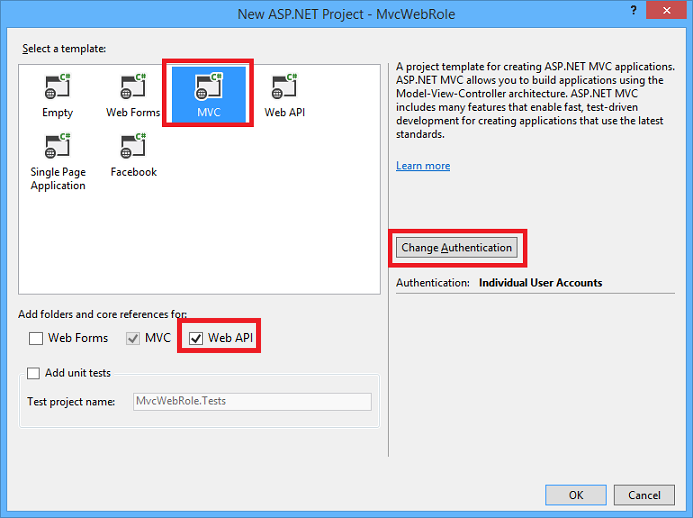 New ASP.NET Project - MvcWebRole
? ×
Select a template:
C# C# C# C#
Empty Web Forms MVC Web API
C# C#
Single Page Application Facebook
A project template for creating ASP.NET MVC applications.
ASP.NET MVC allows you to build applications using the
Model-View-Controller architecture. ASP.NET MVC
includes many features that enable fast, test-driven
development for creating applications that use the latest
standards.
Learn more
Change Authentication
Authentication: Individual User Accounts
Add folders and core references for:
Web Forms MVC Web API
Add unit tests
Test project name: MvcWebRole.Tests
OK Cancel